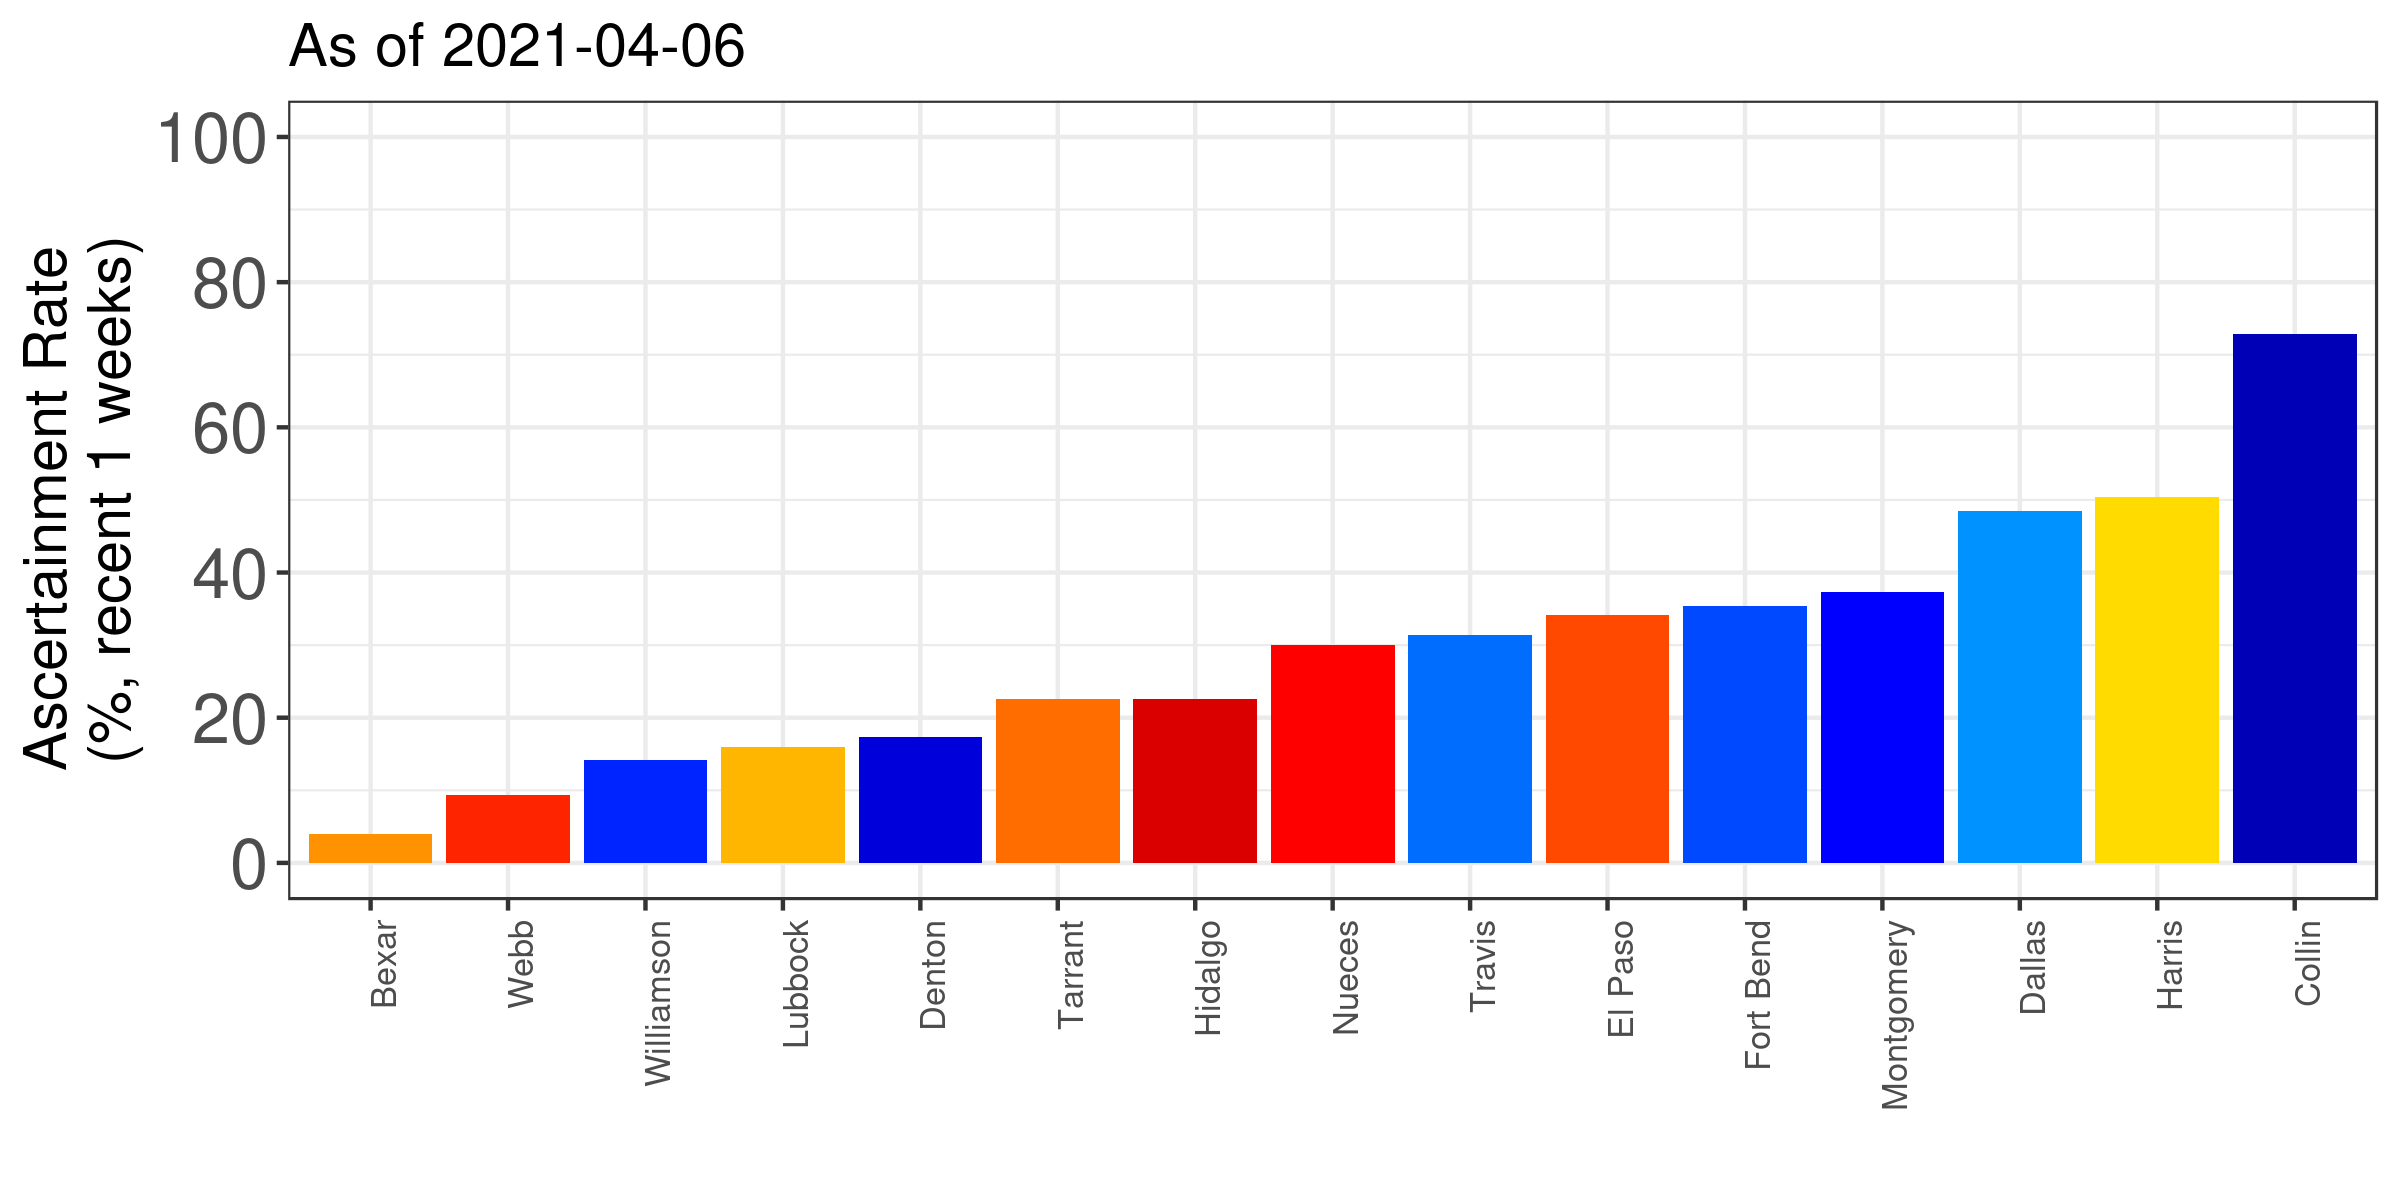 As of 2021-04-06
Ascertainment Rate
(%, recent 1 weeks)
100
80
60
40
20
0
Bexar
Webb
Williamson
Lubbock
Denton
Tarrant
Hidalgo
Nueces
Travis
El Paso
Fort Bend
Montgomery
Dallas
Harris
Collin